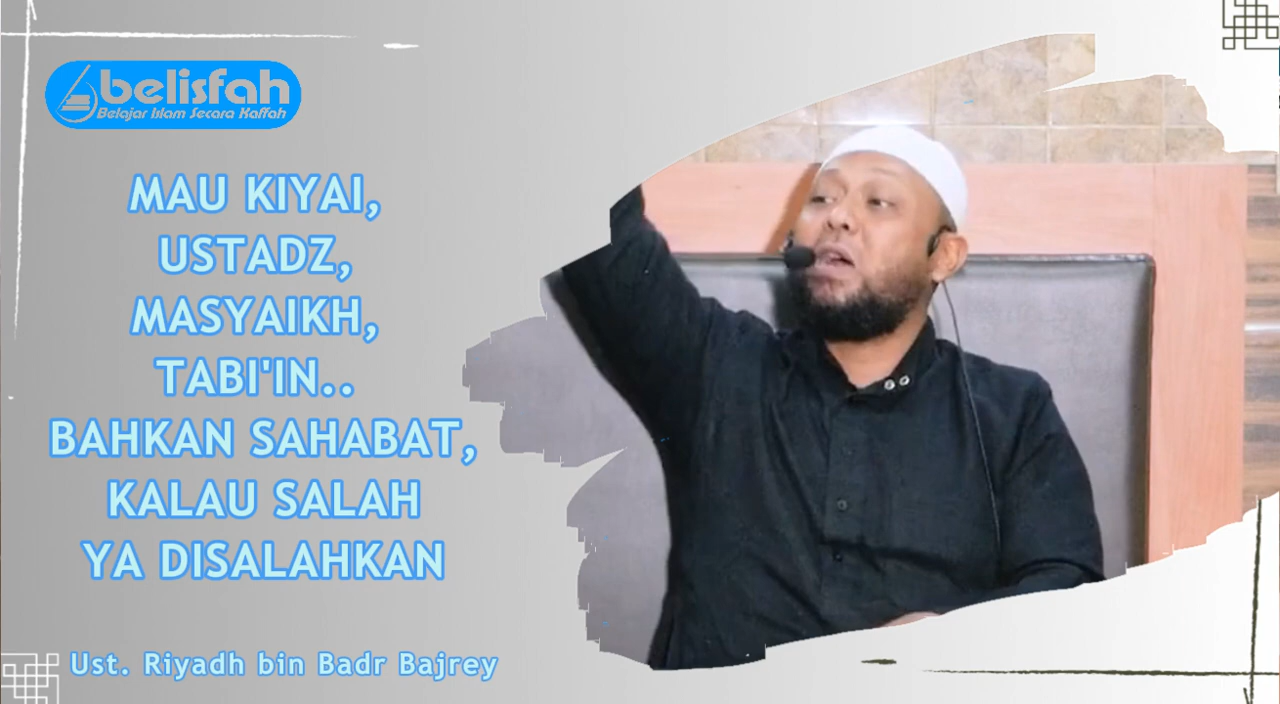 belisfah
Belajar Islam Secara Kaffah
MAU KIYAI,
USTADZ,
MASYAIKH,
TABI'IN..
BAHKAN SAHABAT,
KALAU SALAH
YA DISALAHKAN
Ust. Riyadh bin Badr Bajrey